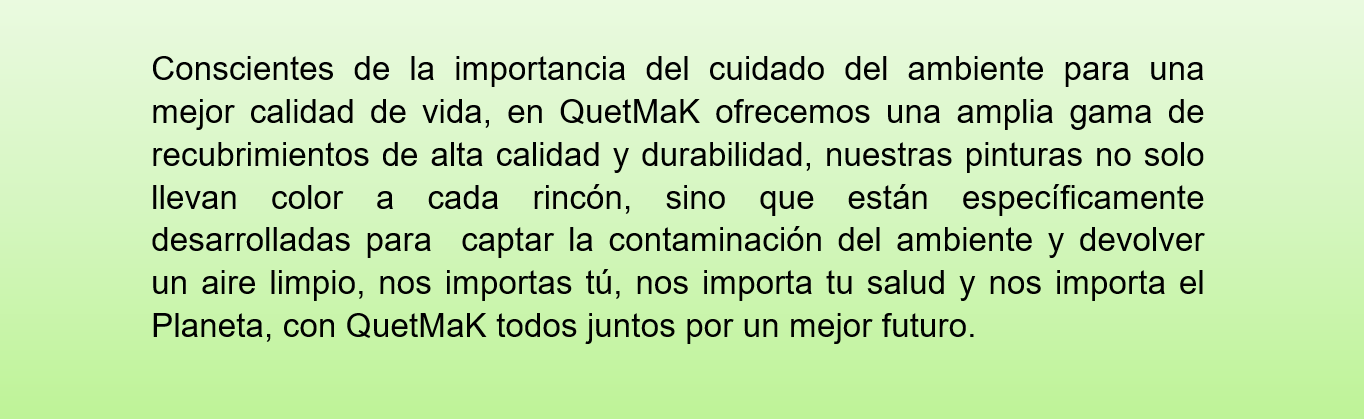 Conscientes de la importancia del cuidado del ambiente para una
mejor calidad de vida, en QuetMaK ofrecemos una amplia gama de
recubrimientos de alta calidad y durabilidad, nuestras pinturas no solo
llevan color a cada rincón, sino que están específicamente
desarrolladas para  captar la contaminación del ambiente y devolver
un aire limpio, nos importas tú, nos importa tu salud y nos importa el
Planeta, con QuetMaK todos juntos por un mejor futuro.